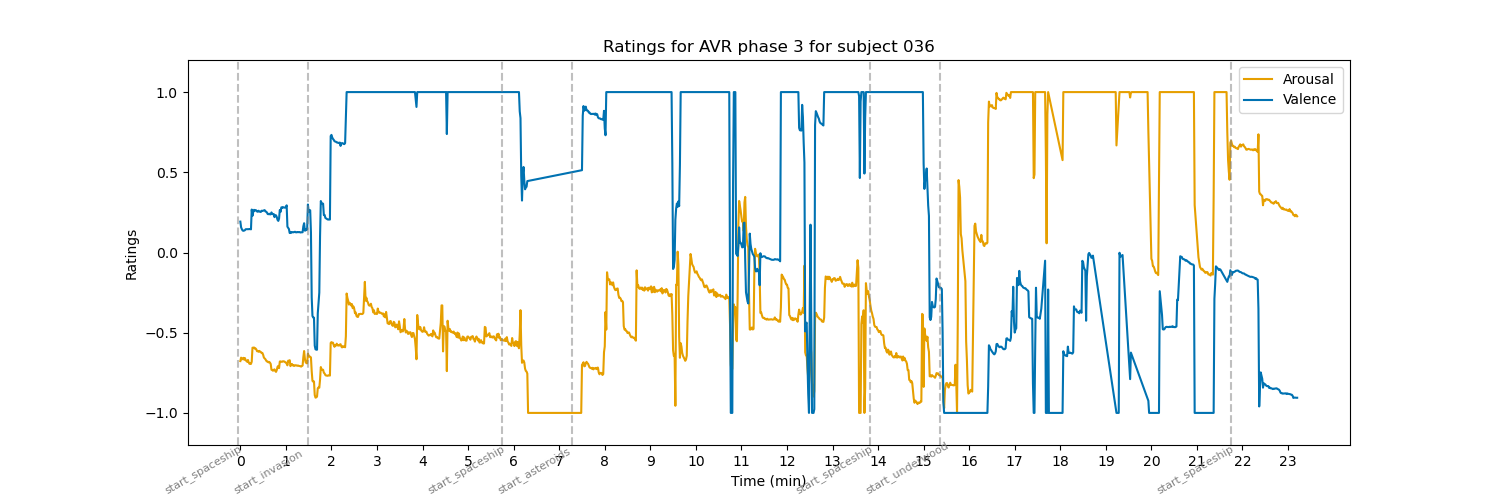 Ratings for AVR phase 3 for subject 036
Arousal
Valence
Ratings
1.0
0.5
0.0
−0.5
−1.0
0 1 2 3 4 5 6 7 8 9 10 11 12 13 14 15 16 17 18 19 20 21 22 23
start_spaceship
start_invasion
start_spaceship
start_asteroids
start_spaceship
start_underwood
start_spaceship
Time (min)